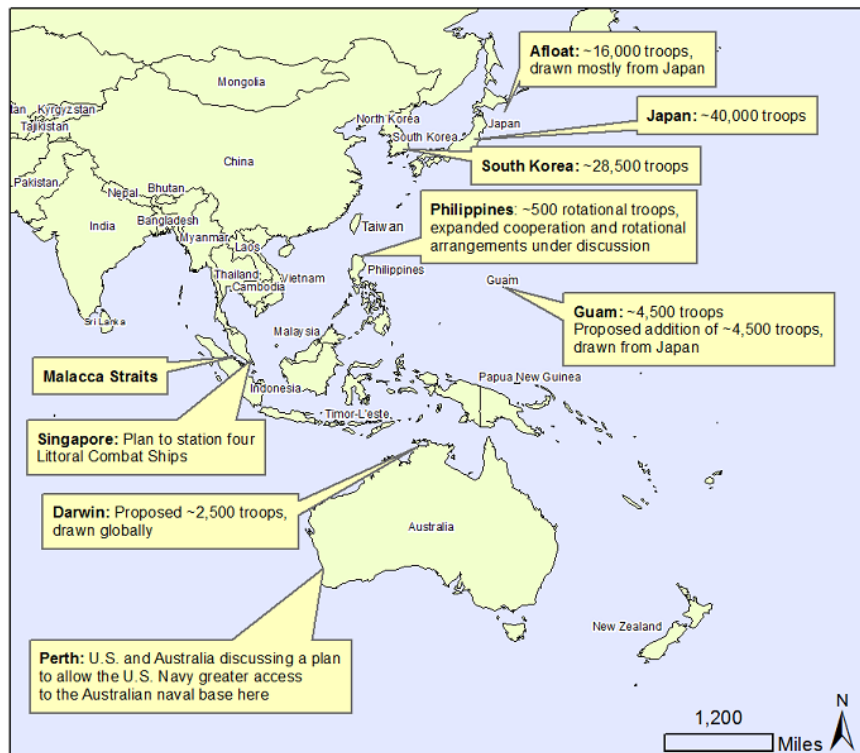 Afloat: ~16,000 troops,
drawn mostly from Japan
Mongolia
Kyrgyzstan
tan
Tajikistan
North Korea
Japan
Japan: ~40,000 troops
South Korea
China
South Korea: ~28,500 troops
Pakistan
Nepal
Bhutan
Philippines: ~500 rotational troops,
expanded cooperation and rotational
arrangements under discussion
India
Bangladesh
Taiwan
Myanmar
Laos
Thailand
Vietnam
Philippines
Cambodia
Guam
Sri Lanka
Guam: ~4,500 troops
Proposed addition of ~4,500 troops,
drawn from Japan
Malaysia
Malacca Straits
Papua New Guinea
Indonesia
Timor-L'este
Singapore: Plan to station four
Littoral Combat Ships
Darwin: Proposed ~2,500 troops,
drawn globally
Australia
New Zealand
Perth: U.S. and Australia discussing a plan
to allow the U.S. Navy greater access
to the Australian naval base here
N
1,200
Miles